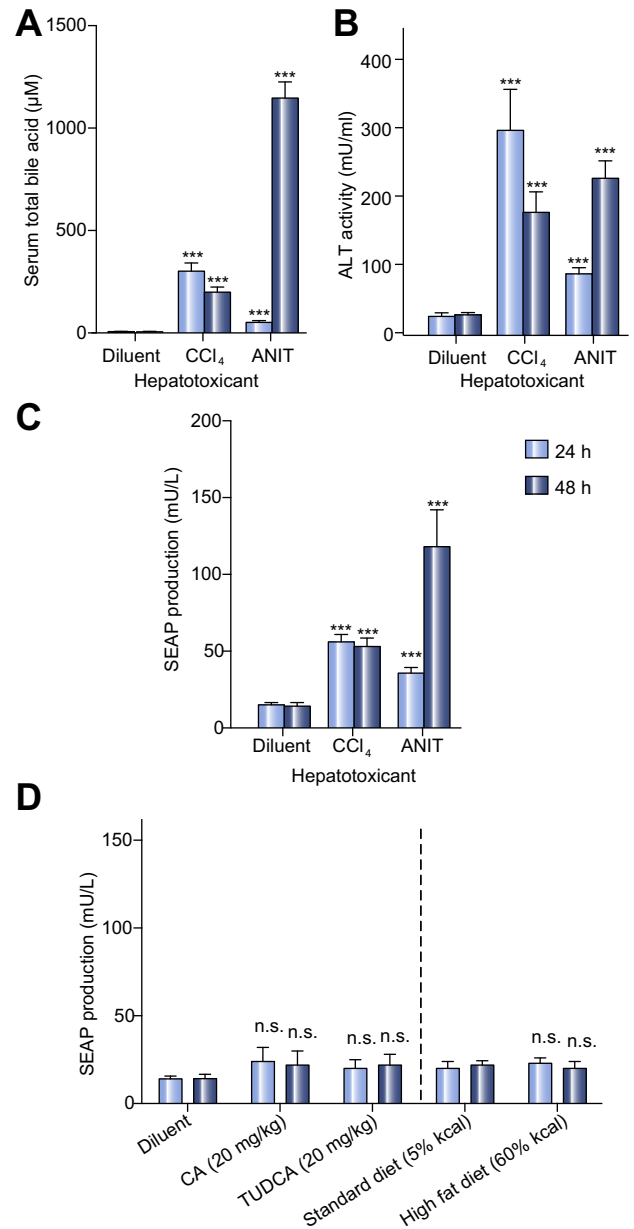 A
Serum total bile acid (µM)
1500
1000
500
0
***
***
***
***
Diluent
CCl₄
ANIT
Hepatotoxicant
B
ALT activity (mU/ml)
400
300
200
100
0
***
***
***
***
Diluent
CCl₄
ANIT
Hepatotoxicant
C
SEAP production (mU/L)
200
150
100
50
0
***
***
***
***
Diluent
CCl₄
ANIT
Hepatotoxicant
24 h
48 h
D
SEAP production (mU/L)
150
100
50
0
n.s.
n.s.
n.s.
n.s.
n.s.
n.s.
Diluent
CA (20 mg/kg)
TUDCA (20 mg/kg)
Standard diet (5% kcal)
High fat diet (60% kcal)